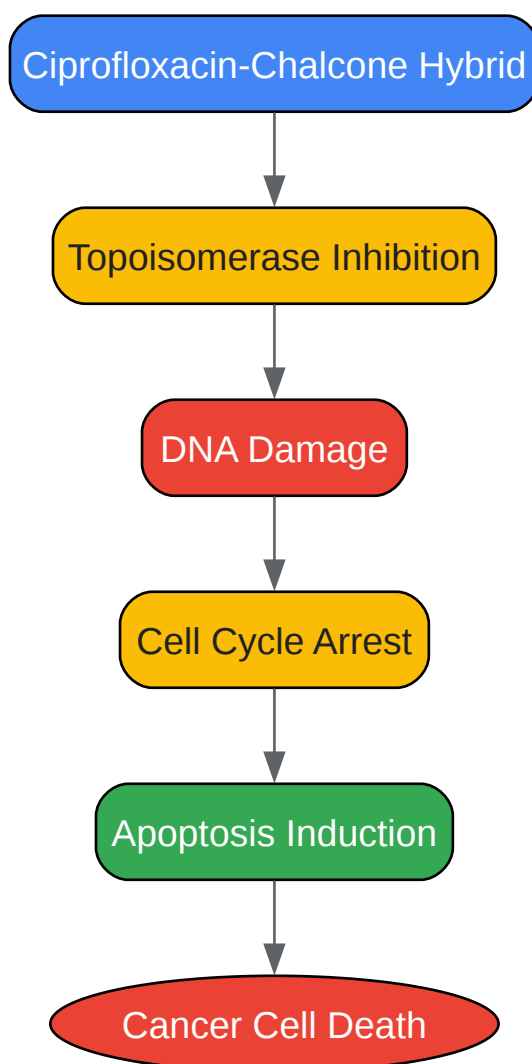 Ciprofloxacin-Chalcone Hybrid
Topoisomerase Inhibition
DNA Damage
Cell Cycle Arrest
Apoptosis Induction
Cancer Cell Death